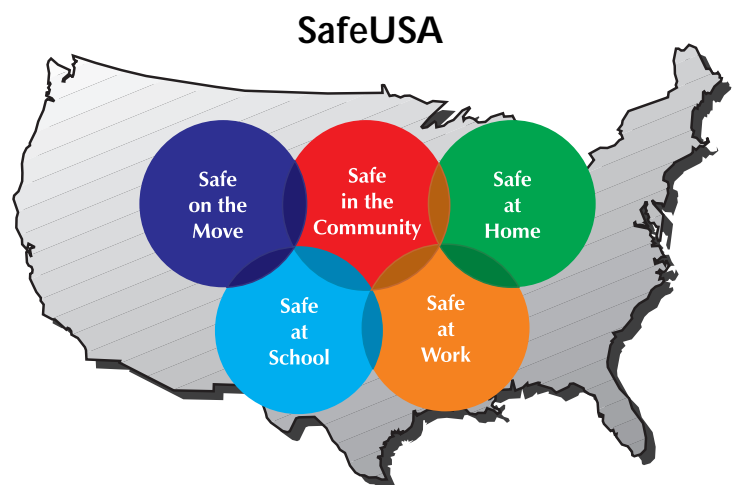 SafeUSA
Safe
on the
Move
Safe
in the
Community
Safe
at
Home
Safe
at
School
Safe
at
Work